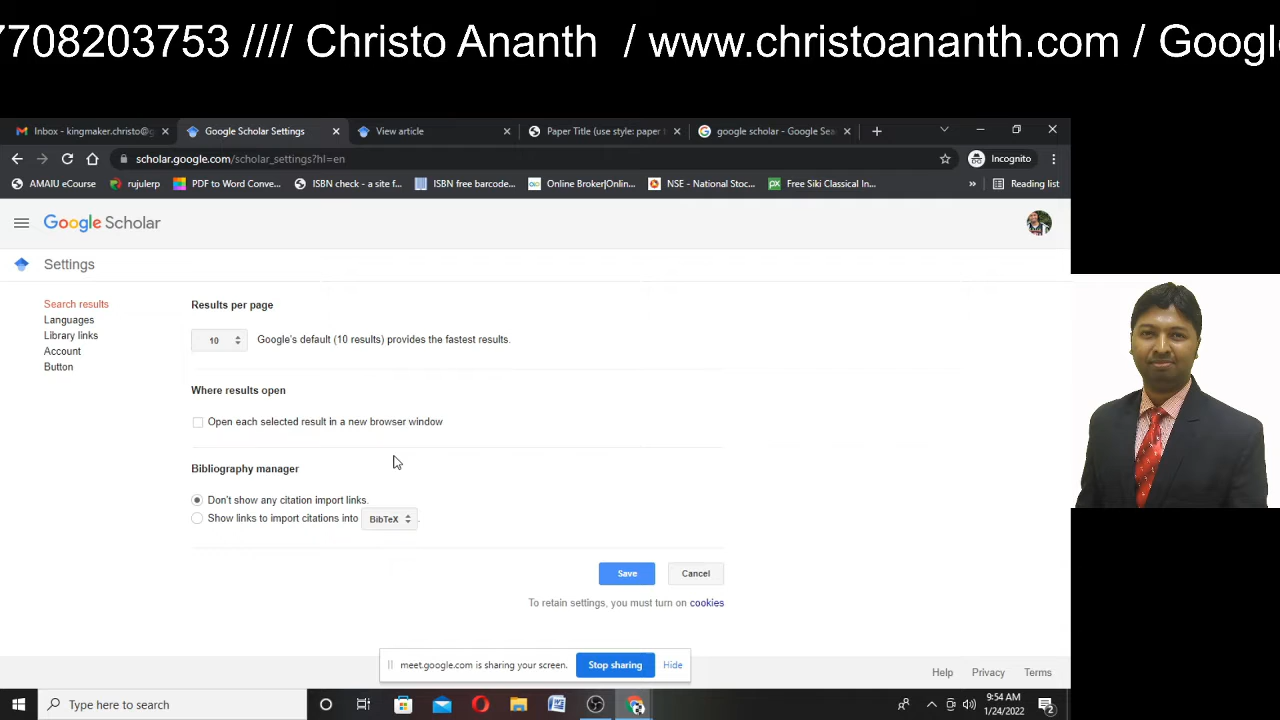 7708203753 //// Christo Ananth / www.christoananth.com / Googl
Inbox - kingmaker.christo@g
Google Scholar Settings
View article
Paper Title (use style: paper t
google scholar - Google Sea
scholar.google.com/scholar_settings?hl=en
Incognito
AMAIU eCourse
rujulerp
PDF to Word Conve...
ISBN check - a site f...
ISBN free barcode...
Online Broker|Onlin...
NSE - National Stoc...
Free Siki Classical In...
»
Reading list
Google Scholar
Settings
Search results
Languages
Library links
Account
Button
Results per page
10
Google's default (10 results) provides the fastest results.
Where results open
Open each selected result in a new browser window
Bibliography manager
Don't show any citation import links.
Show links to import citations into BibTeX .
Save
Cancel
To retain settings, you must turn on cookies
meet.google.com is sharing your screen.
Stop sharing
Hide
Help
Privacy
Terms
Type here to search
9:54 AM
1/24/2022
2